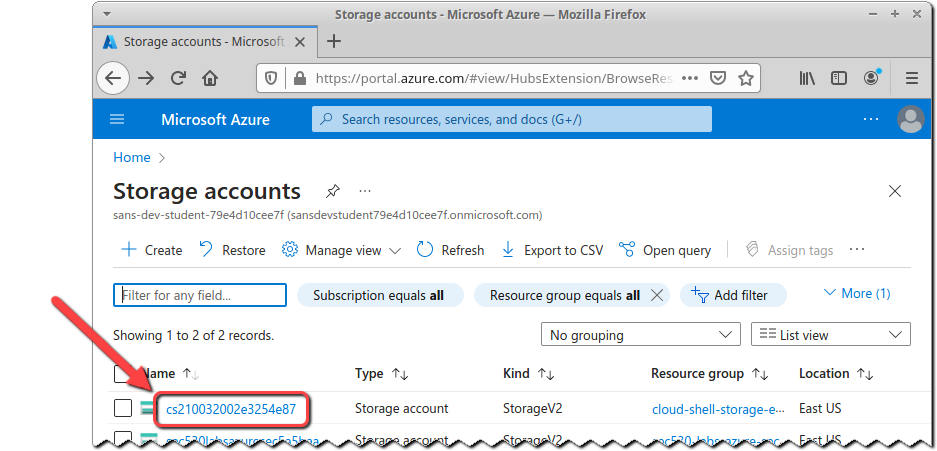 Storage accounts - Microsoft Azure — Mozilla Firefox
Storage accounts - Microsoft
https://portal.azure.com/#view/HubsExtension/BrowseRes
Microsoft Azure
Search resources, services, and docs (G+/)
Home
Storage accounts
sans-dev-student-79e4d10cee7f (sansdevstudent79e4d10cee7f.onmicrosoft.com)
Create Restore Manage view Refresh Export to CSV Open query Assign tags
Filter for any field... Subscription equals all Resource group equals all Add filter More (1)
Showing 1 to 2 of 2 records. No grouping List view
Name Type Kind Resource group Location
cs210032002e3254e87 Storage account StorageV2 cloud-shell-storage-e... East US
Storage account StorageV2 East US